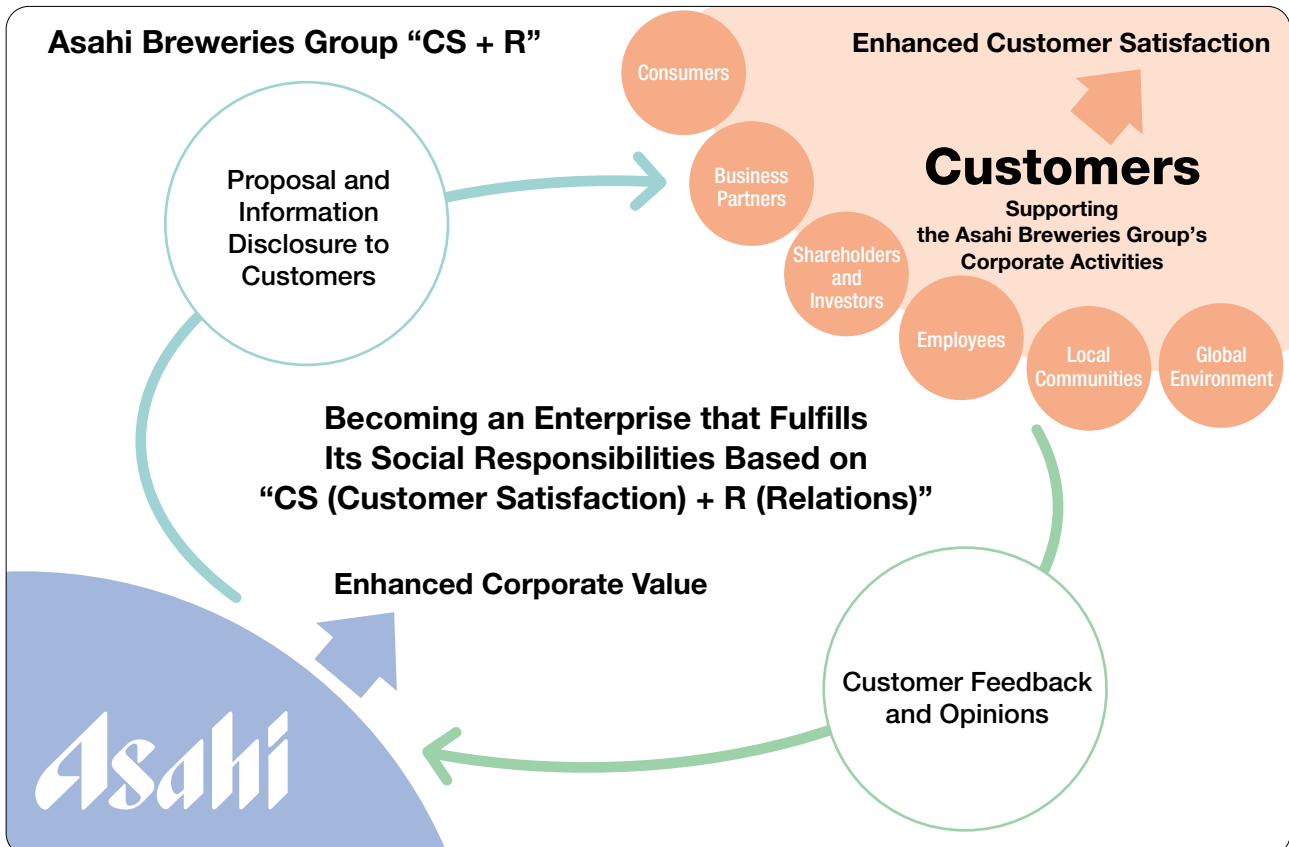 Asahi Breweries Group “CS + R”
Enhanced Customer Satisfaction
Consumers
Business
Partners
Shareholders
and
Investors
Employees
Local
Communities
Global
Environment
Customers
Supporting
the Asahi Breweries Group’s
Corporate Activities
Proposal and
Information
Disclosure to
Customers
Becoming an Enterprise that Fulfills
Its Social Responsibilities Based on
“CS (Customer Satisfaction) + R (Relations)”
Enhanced Corporate Value
Customer Feedback
and Opinions
Asahi